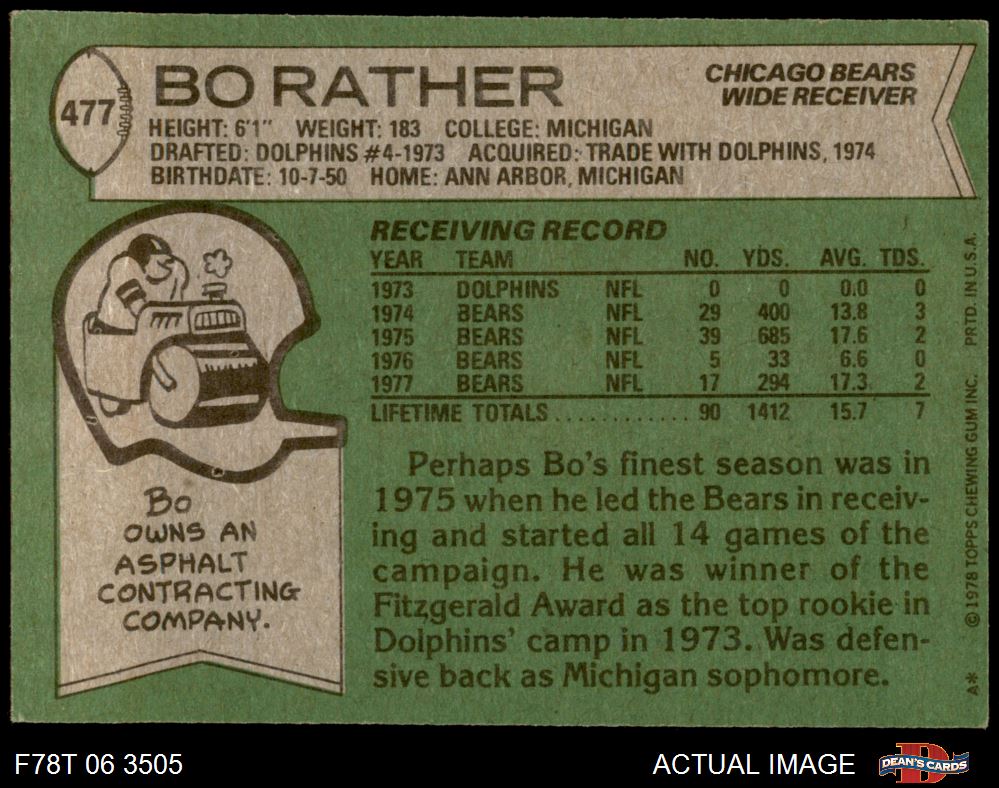 477
BO RATHER
CHICAGO BEARS
WIDE RECEIVER
HEIGHT: 6'1" WEIGHT: 183 COLLEGE: MICHIGAN
DRAFTED: DOLPHINS #4-1973 ACQUIRED: TRADE WITH DOLPHINS, 1974
BIRTHDATE: 10-7-50 HOME: ANN ARBOR, MICHIGAN
RECEIVING RECORD
YEAR TEAM NO. YDS. AVG. TDS.
1973 DOLPHINS NFL 0 0 0.0 0
1974 BEARS NFL 29 400 13.8 3
1975 BEARS NFL 39 685 17.6 2
1976 BEARS NFL 5 33 6.6 0
1977 BEARS NFL 17 294 17.3 2
LIFETIME TOTALS ............ 90 1412 15.7 7
Bo
OWNS AN
ASPHALT
CONTRACTING
COMPANY.
Perhaps Bo's finest season was in
1975 when he led the Bears in receiv-
ing and started all 14 games of the
campaign. He was winner of the
Fitzgerald Award as the top rookie in
Dolphins' camp in 1973. Was defen-
sive back as Michigan sophomore.
A* ©1978 TOPPS CHEWING GUM INC. PRTD. IN U.S.A.
F78T 06 3505
ACTUAL IMAGE
D
DEAN'S CARDS